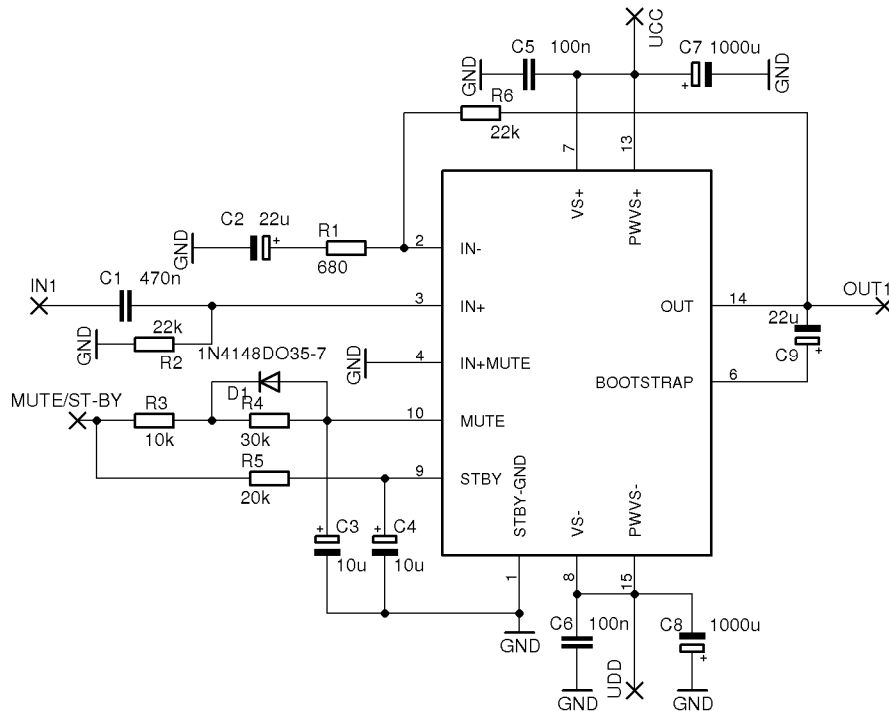 UCC
C5
100n
C7
1000u
GND
+
GND
R6
22k
7
13
VS+
PWVS+
C2
22u
+
R1
680
GND
2
IN-
IN1
C1
470n
3
IN+
22k
R2
GND
14
OUT
OUT1
22u
C9
+
1N4148DO35-7
D1
GND
4
IN+MUTE
6
BOOTSTRAP
MUTE/ST-BY
R3
10k
R4
30k
10
MUTE
R5
20k
9
STBY
STBY-GND
VS-
PWVS-
+
C3
10u
+
C4
10u
1
8
15
GND
C6
100n
GND
UDD
C8
1000u
+
GND